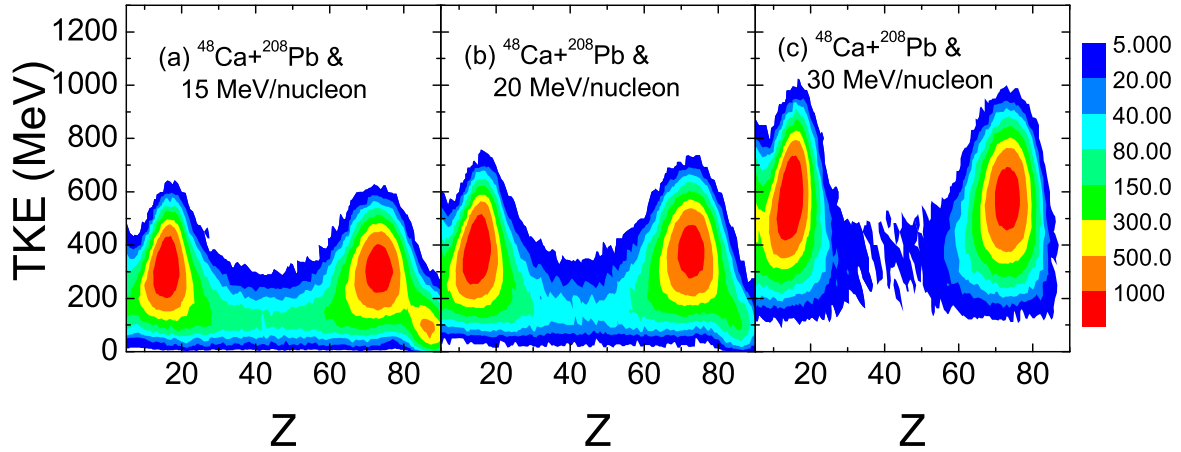 1200
1000
800
600
400
200
0
TKE (MeV)
(a) ⁴⁸Ca+²⁰⁸Pb &
15 MeV/nucleon
(b) ⁴⁸Ca+²⁰⁸Pb &
20 MeV/nucleon
(c) ⁴⁸Ca+²⁰⁸Pb &
30 MeV/nucleon
5.000
20.00
40.00
80.00
150.0
300.0
500.0
1000
20 40 60 80
20 40 60 80
20 40 60 80
Z
Z
Z